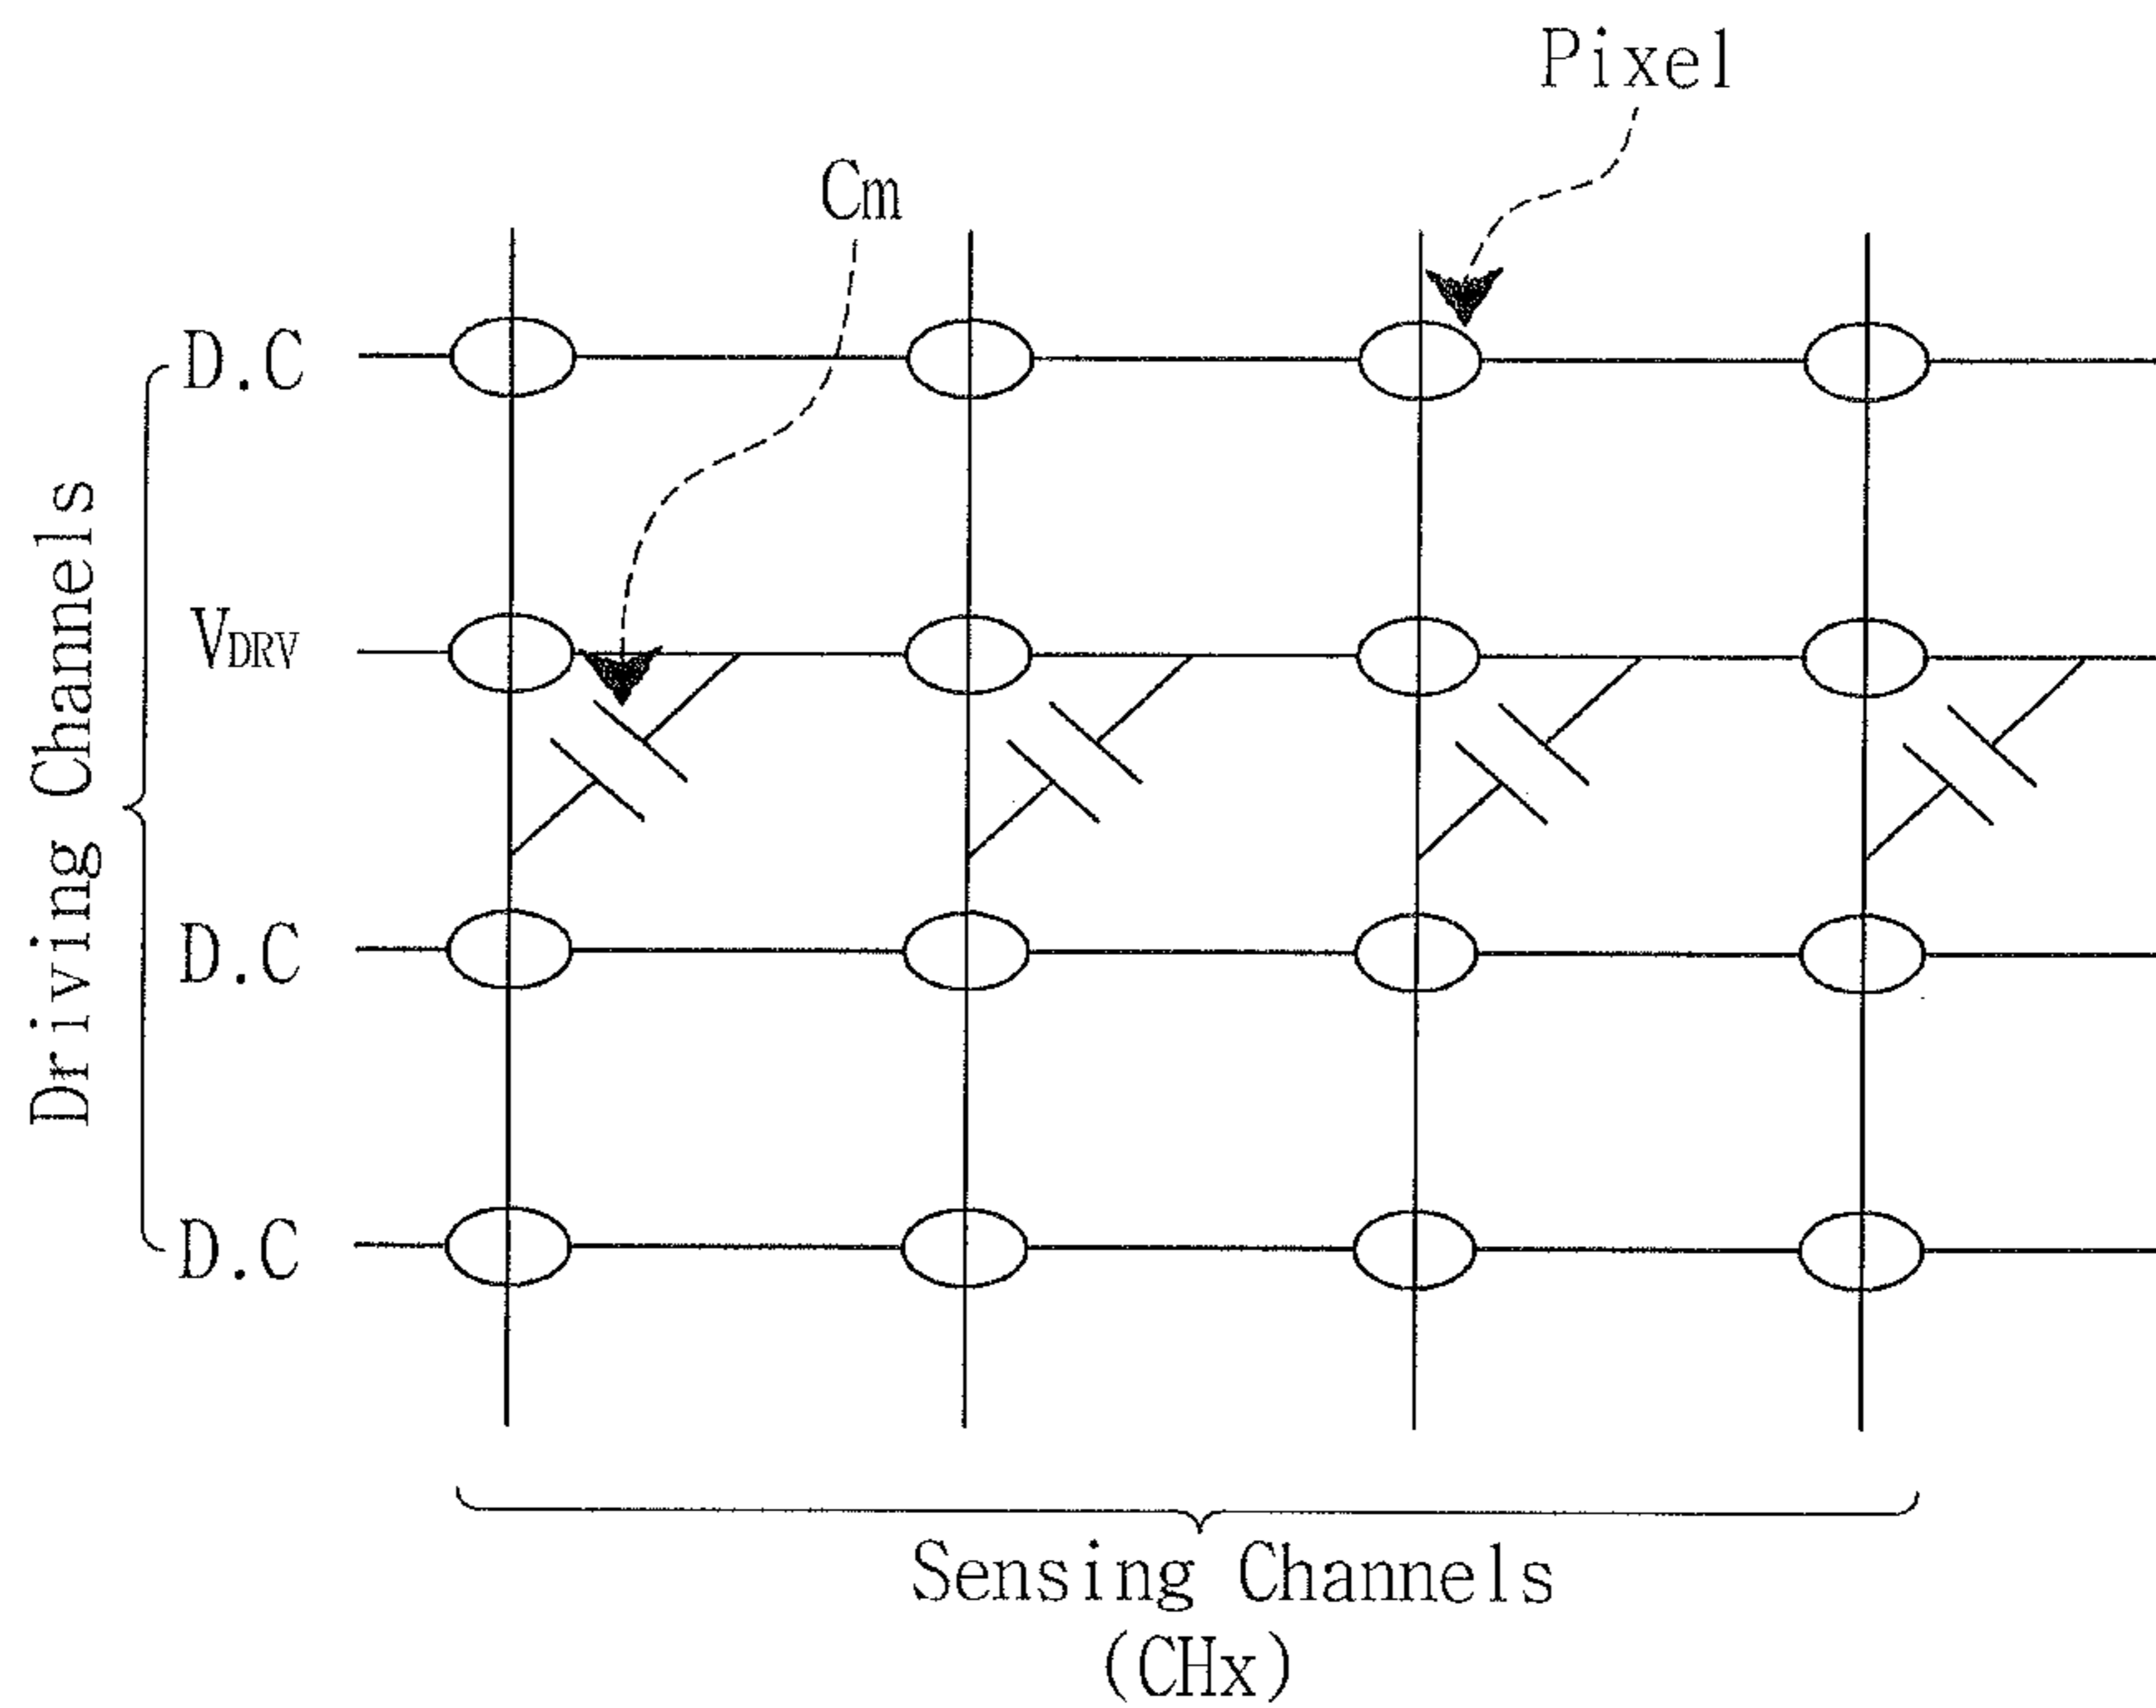 Pixel
Cm
D.C
VDRV
D.C
D.C
Driving Channels
Sensing Channels
(CHx)